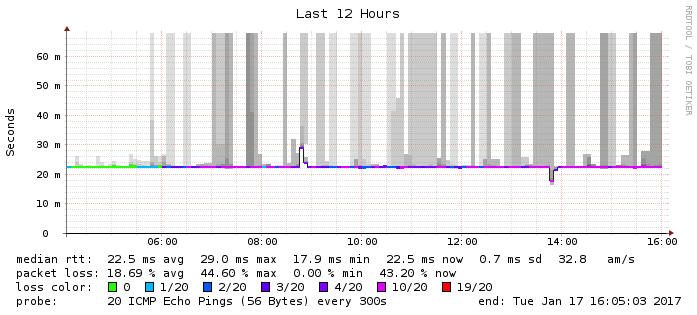 Last 12 Hours
RRDTOOL / TOBI OETIKER
Seconds
60 m
50 m
40 m
30 m
20 m
10 m
0
06:00 08:00 10:00 12:00 14:00 16:00
median rtt: 22.5 ms avg 29.0 ms max 17.9 ms min 22.5 ms now 0.7 ms sd 32.8 am/s
packet loss: 18.69 % avg 44.60 % max 0.00 % min 43.20 % now
loss color: 0 1/20 2/20 3/20 4/20 10/20 19/20
probe: 20 ICMP Echo Pings (56 Bytes) every 300s end: Tue Jan 17 16:05:03 2017